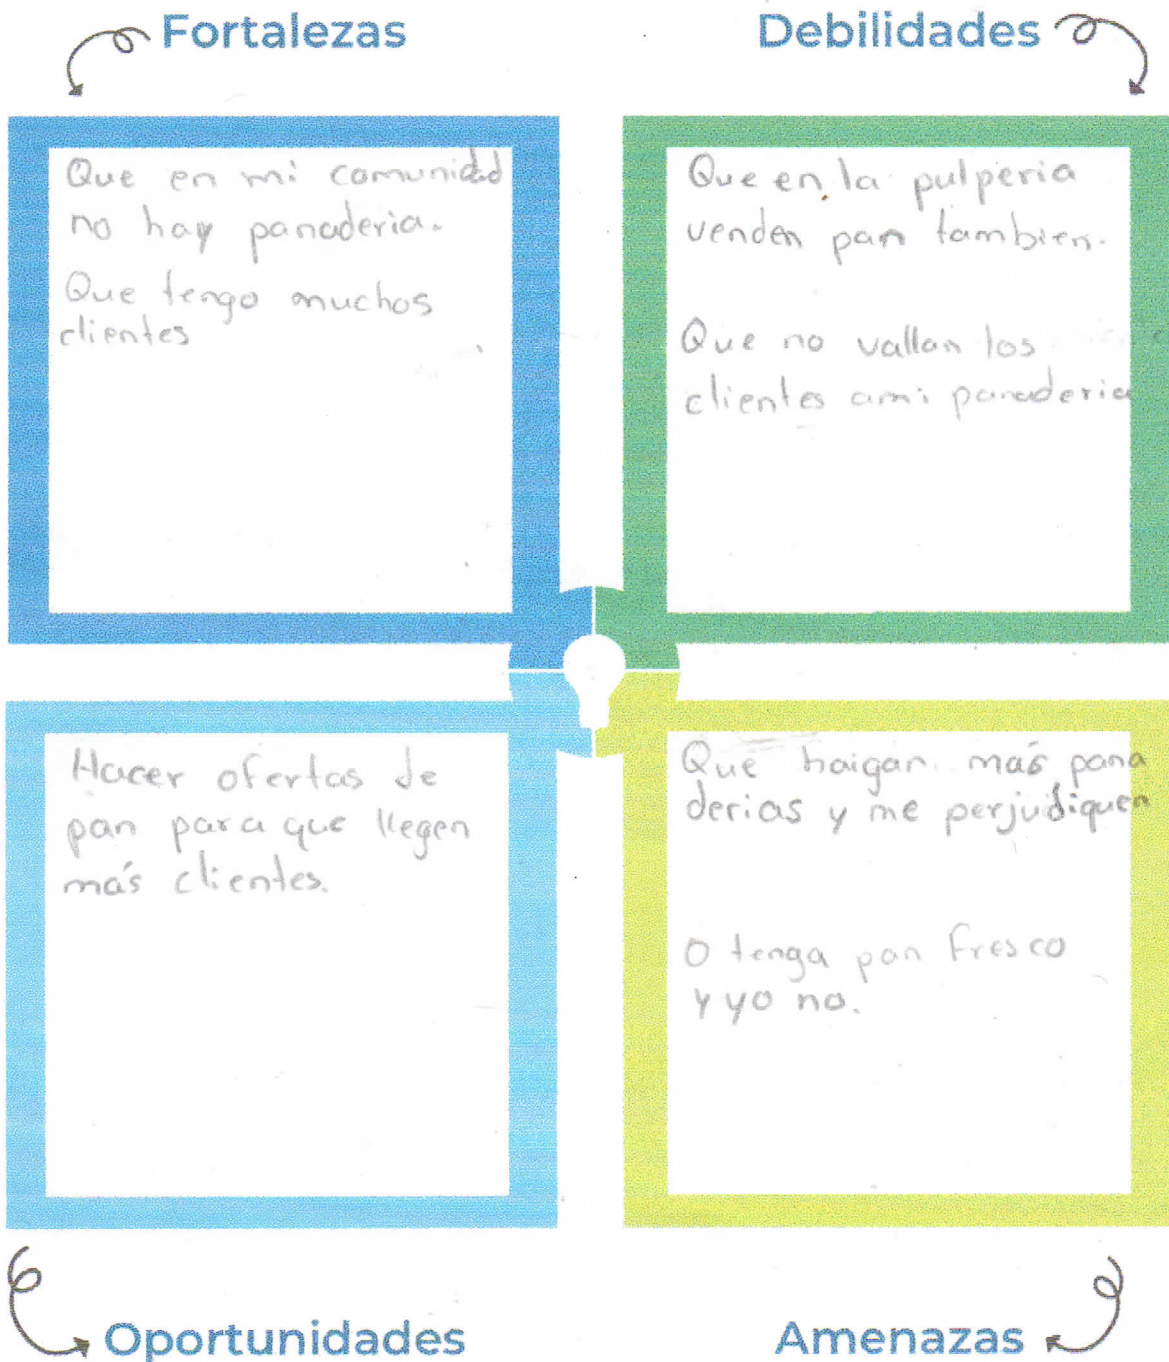 Fortalezas
Que en mi comunidad
no hay panaderia.
Que tengo muchos
clientes
Debilidades
Que en la pulperia
venden pan tambien.
Que no vallan los
clientes ami panaderia
Hacer ofertas de
pan para que llegen
más clientes.
Oportunidades
Que haigan más pana
derias y me perjudiquen
O tenga pan fresco
y yo no.
Amenazas